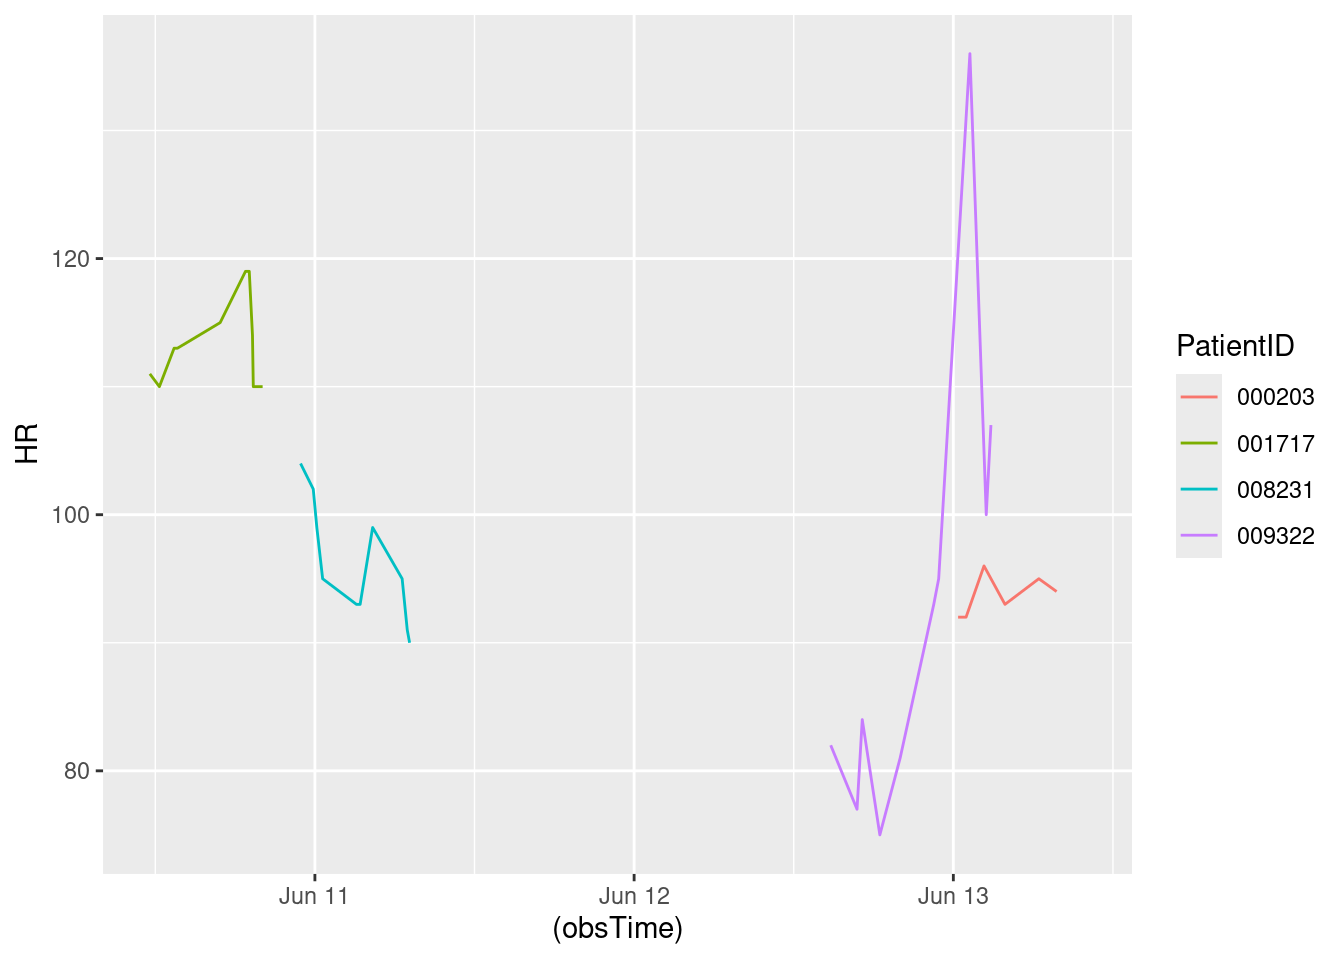 120
100
80
HR
Jun 11
Jun 12
Jun 13
(obsTime)
PatientID
000203
001717
008231
009322